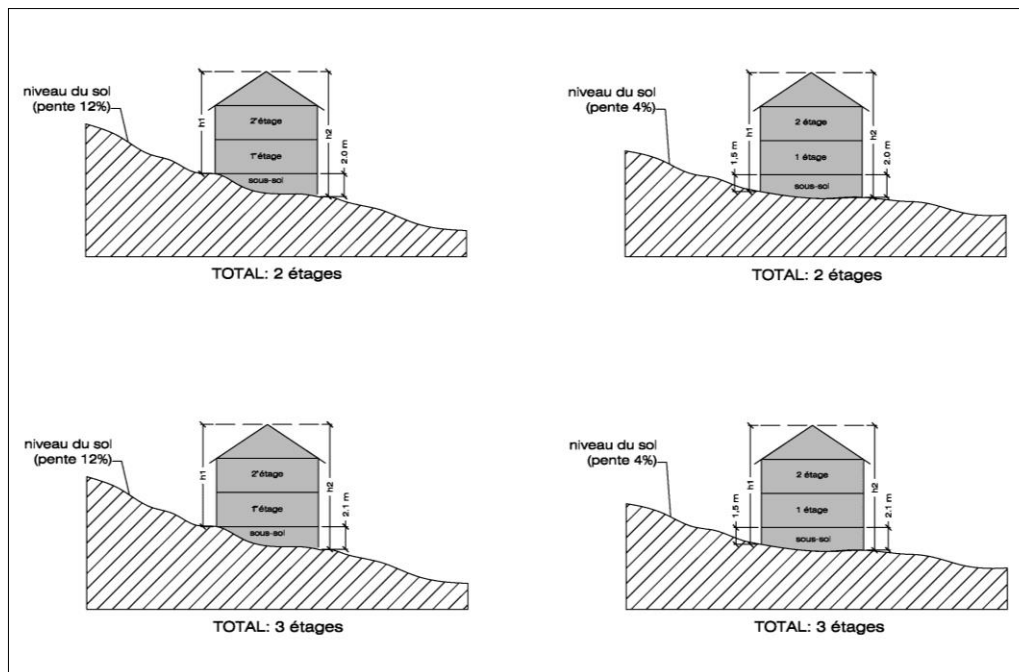 niveau du sol
(pente 12%)
h1
2°étage
1°étage
sous-sol
h2
2.0 m
TOTAL: 2 étages
niveau du sol
(pente 4%)
1,5 m
h1
2 étage
1 étage
sous-sol
h2
2.0 m
TOTAL: 2 étages
niveau du sol
(pente 12%)
h1
2°étage
1°étage
sous-sol
h2
2.1 m
TOTAL: 3 étages
niveau du sol
(pente 4%)
1,5 m
h1
2 étage
1 étage
sous-sol
h2
2.1 m
TOTAL: 3 étages